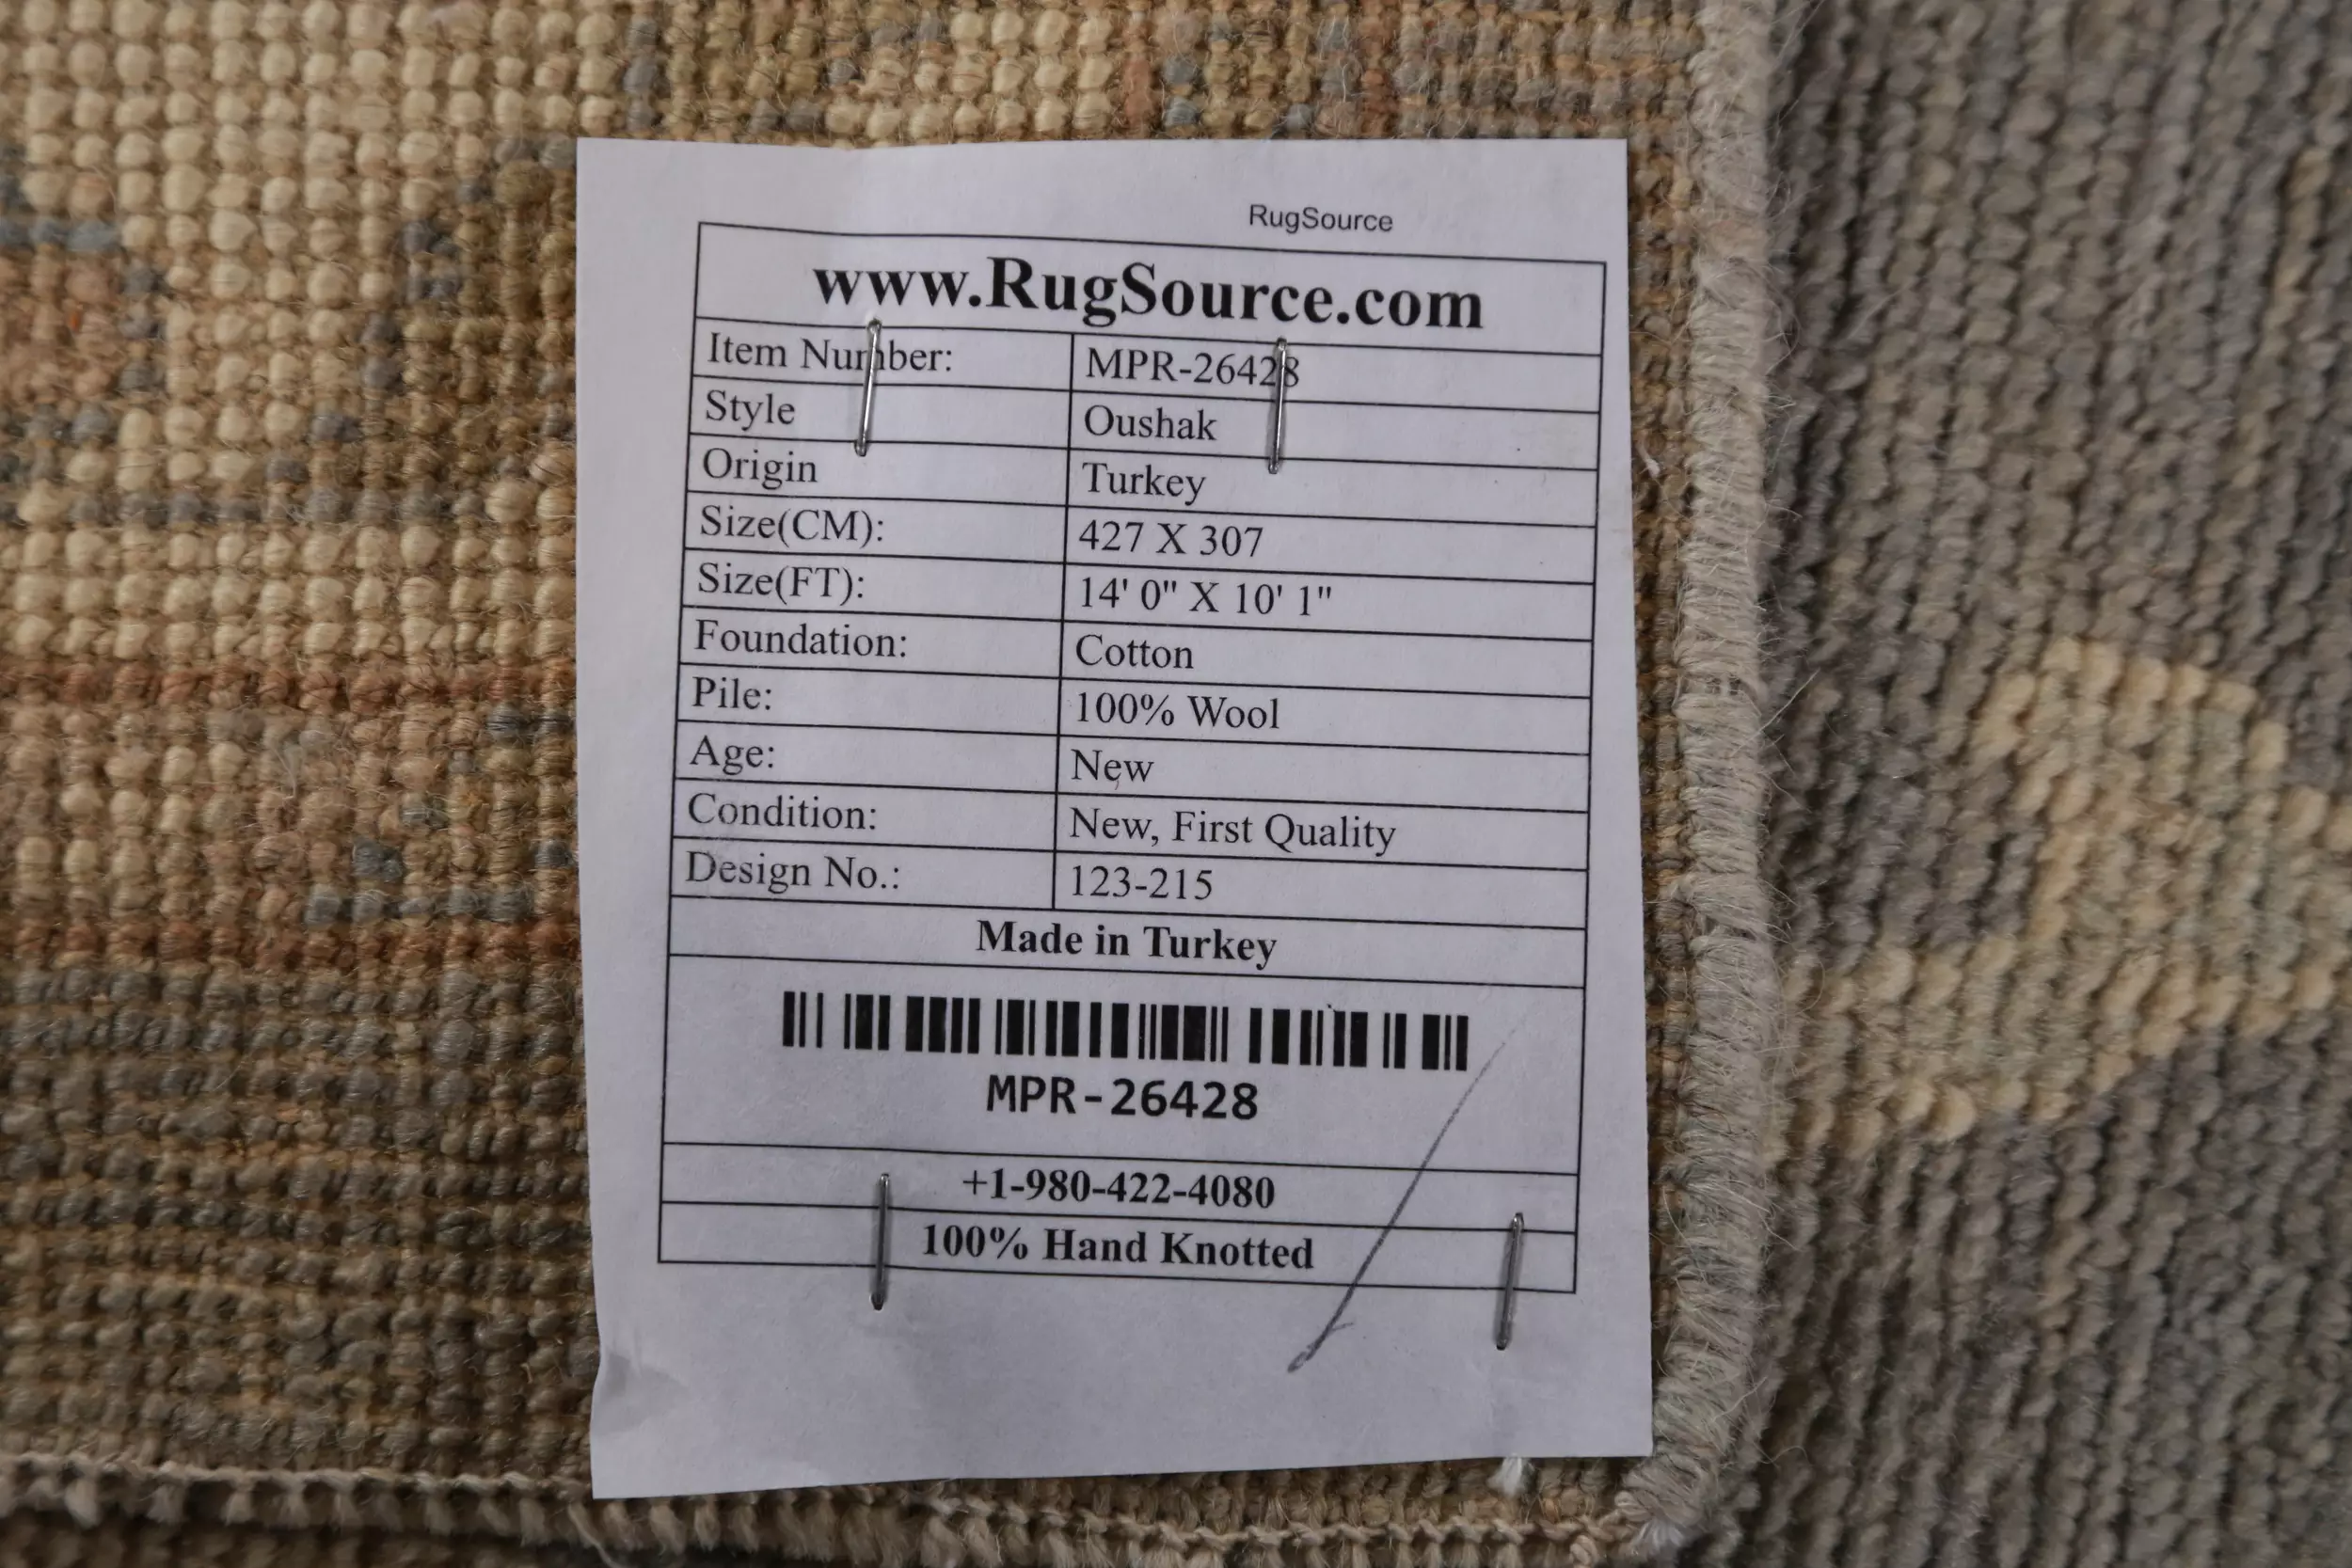 RugSource
www.RugSource.com
Item Number: MPR-26428
Style Oushak
Origin Turkey
Size(CM): 427 X 307
Size(FT): 14' 0" X 10' 1"
Foundation: Cotton
Pile: 100% Wool
Age: New
Condition: New, First Quality
Design No.: 123-215
Made in Turkey
MPR-26428
+1-980-422-4080
100% Hand Knotted